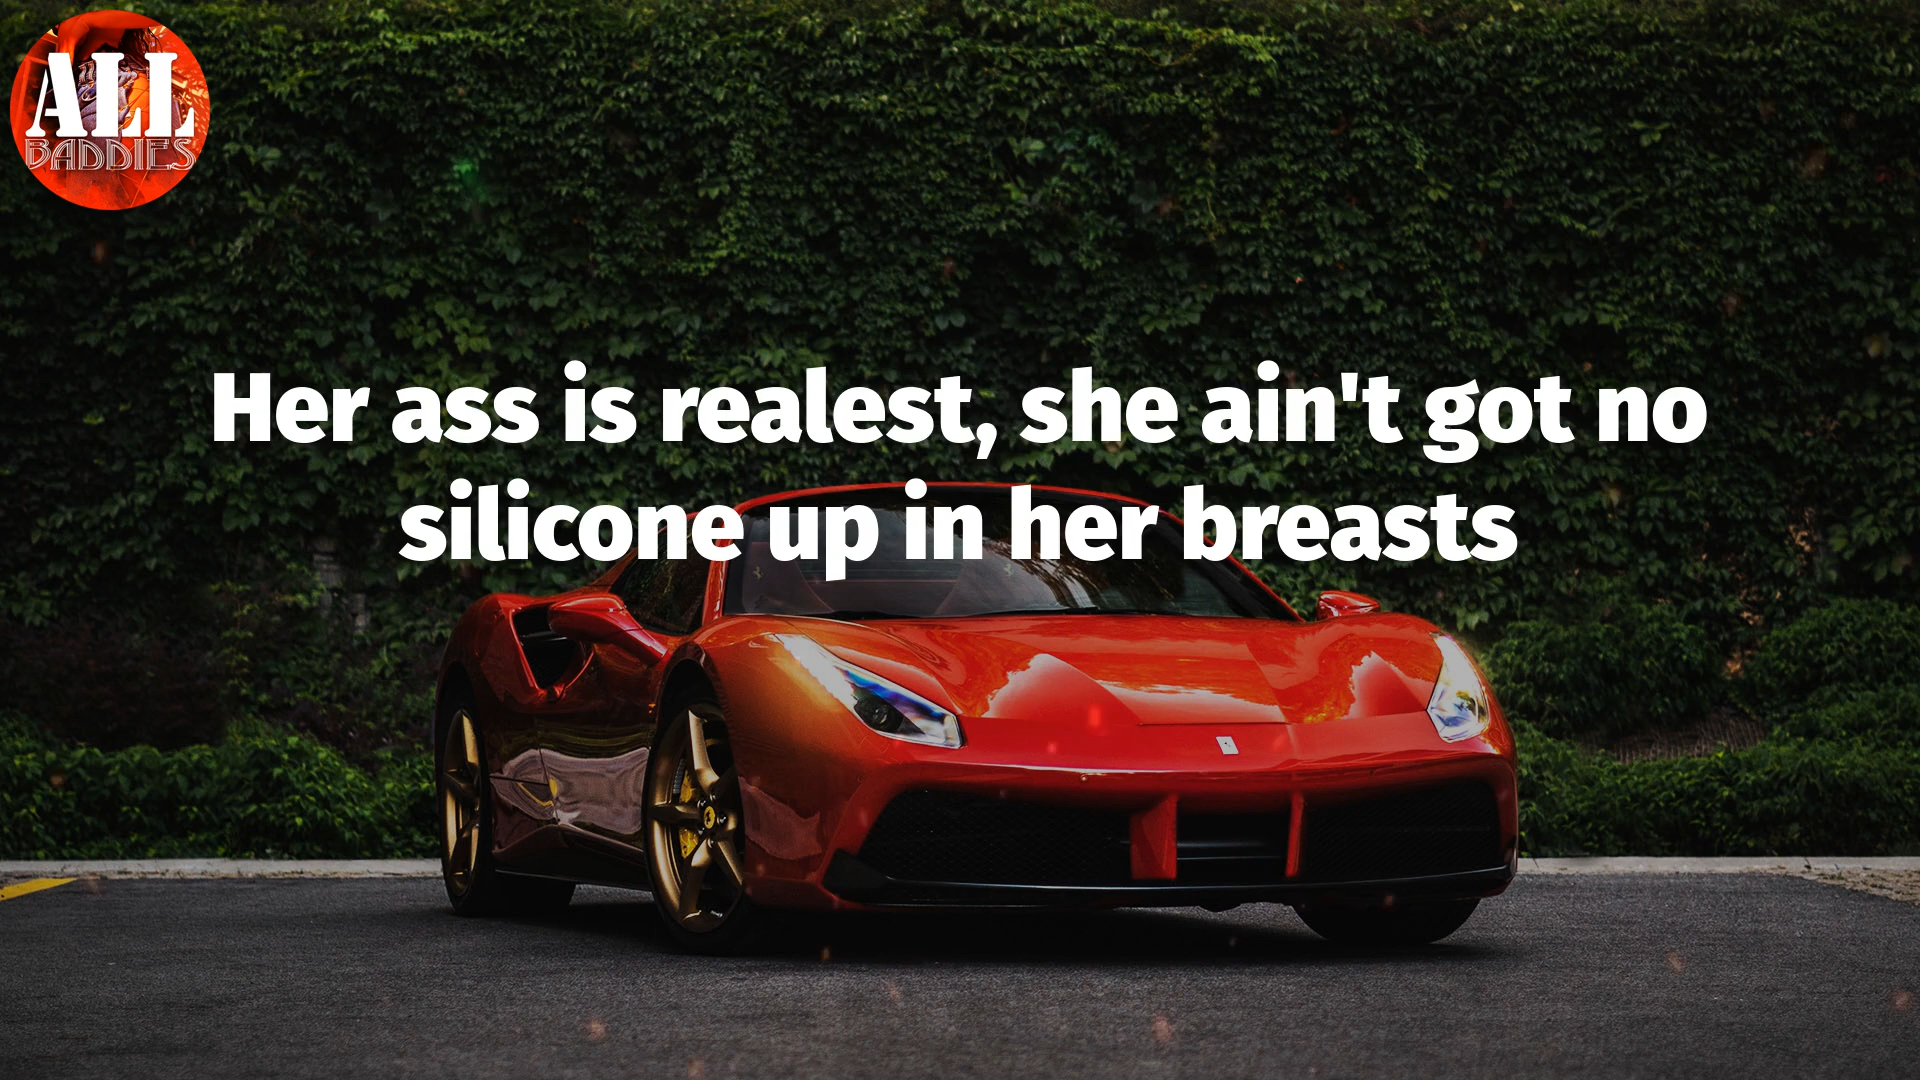 ALL
BADDIES
Her ass is realest, she ain't got no
silicone up in her breasts